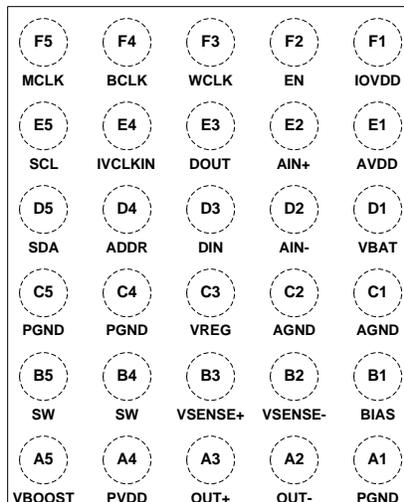 F5 F4 F3 F2 F1
MCLK BCLK WCLK EN IOVDD
E5 E4 E3 E2 E1
SCL IVCLKIN DOUT AIN+ AVDD
D5 D4 D3 D2 D1
SDA ADDR DIN AIN- VBAT
C5 C4 C3 C2 C1
PGND PGND VREG AGND AGND
B5 B4 B3 B2 B1
SW SW VSENSE+ VSENSE- BIAS
A5 A4 A3 A2 A1
VBOOST PVDD OUT+ OUT- PGND